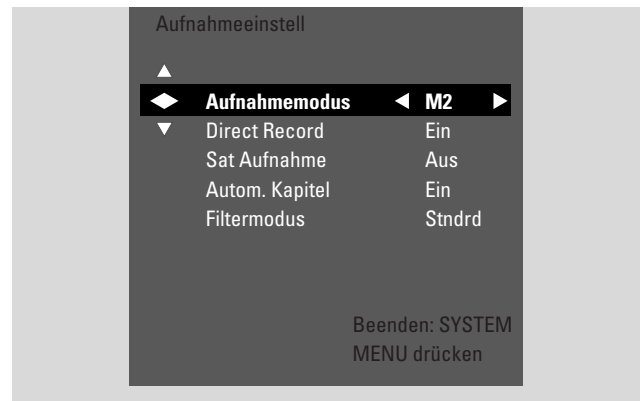 Aufnahmeeinstell
Aufnahmemodus M2
Direct Record Ein
Sat Aufnahme Aus
Autom. Kapitel Ein
Filtermodus Stndrd
Beenden: SYSTEM
MENU drücken